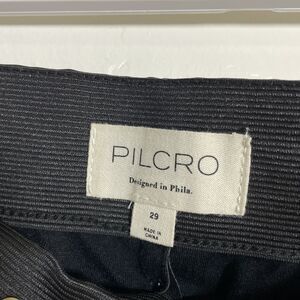 PILCRO
Designed in Phila.
29
MADE IN
CHINA